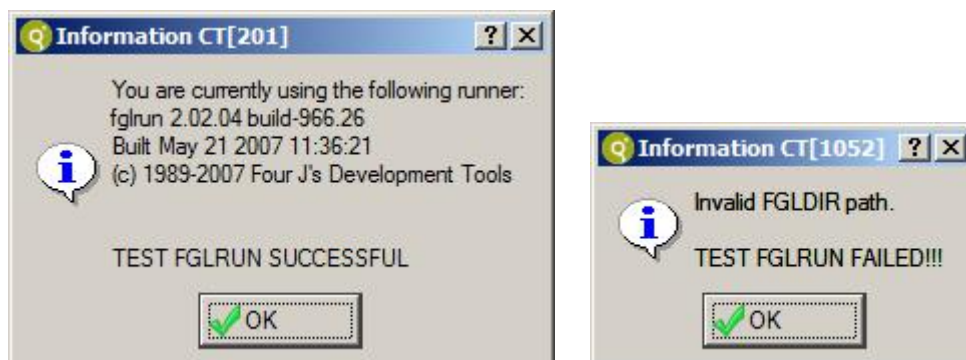 Information CT[201]
You are currently using the following runner:
fglrun 2.02.04 build-966.26
Built May 21 2007 11:36:21
(c) 1989-2007 Four J's Development Tools
TEST FGLRUN SUCCESSFUL
OK
Information CT[1052]
Invalid FGLDIR path.
TEST FGLRUN FAILED!!!
OK